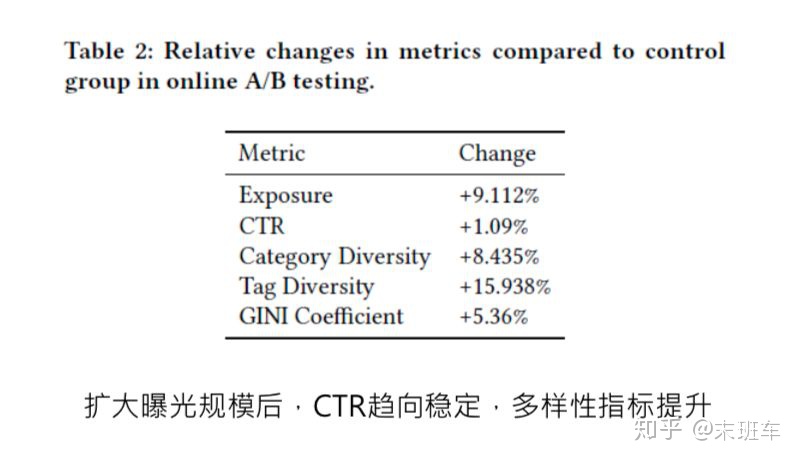 Table 2: Relative changes in metrics compared to control
group in online A/B testing.
Metric Change
Exposure +9.112%
CTR +1.09%
Category Diversity +8.435%
Tag Diversity +15.938%
GINI Coefficient +5.36%
扩大曝光规模后，CTR趋向稳定，多样性指标提升
知乎 @末班车